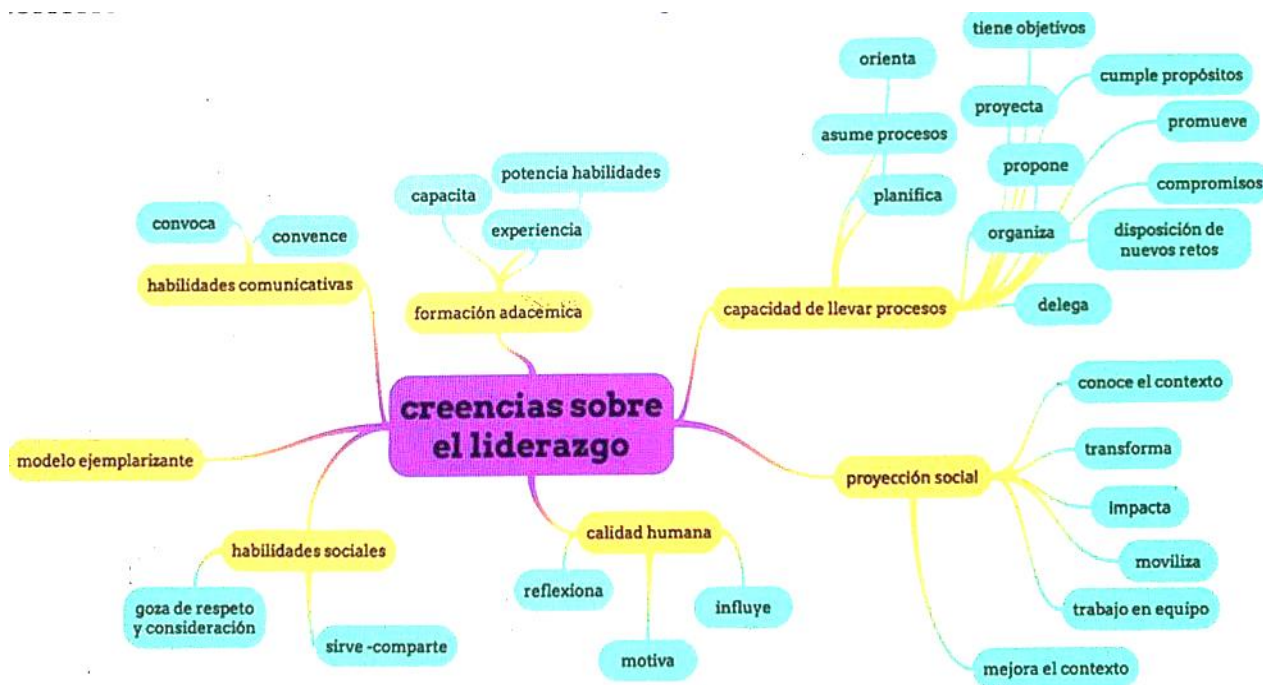 tiene objetivos
orienta
cumple propósitos
proyecta
asume procesos
promueve
potencia habilidades
propone
capacita
planifica
compromisos
convoca
convence
experiencia
organiza
disposición de
nuevos retos
habilidades comunicativas
formación adacemica
capacidad de llevar procesos
delega
creencias sobre
el liderazgo
conoce el contexto
modelo ejemplarizante
transforma
proyección social
impacta
habilidades sociales
calidad humana
moviliza
reflexiona
influye
goza de respeto
y consideración
trabajo en equipo
sirve -comparte
motiva
mejora el contexto